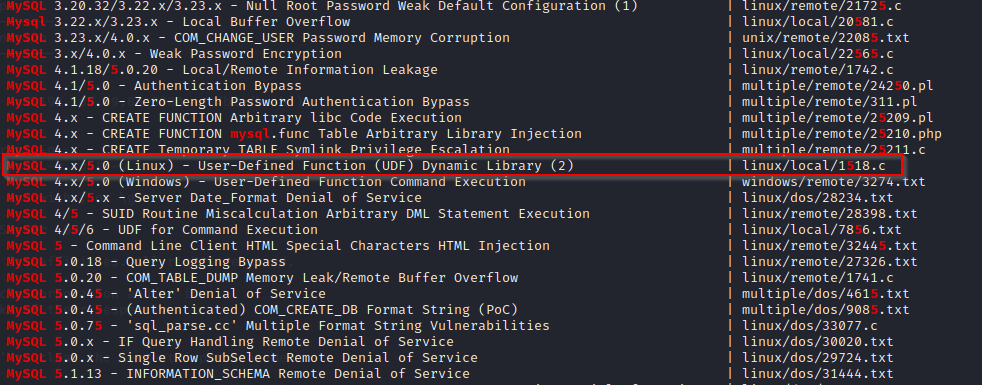 MySQL 3.20.32/3.22.x/3.23.x - Null Root Password Weak Default Configuration (1) | linux/remote/21725.c
Mysql 3.22.x/3.23.x - Local Buffer Overflow | linux/local/20581.c
MySQL 3.23.x/4.0.x - COM_CHANGE_USER Password Memory Corruption | unix/remote/22085.txt
MySQL 3.x/4.0.x - Weak Password Encryption | linux/local/22565.c
MySQL 4.1.18/5.0.20 - Local/Remote Information Leakage | linux/remote/1742.c
MySQL 4.1/5.0 - Authentication Bypass | multiple/remote/24250.pl
MySQL 4.1/5.0 - Zero-Length Password Authentication Bypass | multiple/remote/311.pl
MySQL 4.x - CREATE FUNCTION Arbitrary libc Code Execution | multiple/remote/25209.pl
MySQL 4.x - CREATE FUNCTION mysql.func Table Arbitrary Library Injection | multiple/remote/25210.php
MySQL 4.x - CREATE Temporary TABLE Symlink Privilege Escalation | multiple/remote/25211.c
MySQL 4.x/5.0 (Linux) - User-Defined Function (UDF) Dynamic Library (2) | linux/local/1518.c
MySQL 4.x/5.0 (Windows) - User-Defined Function Command Execution | windows/remote/3274.txt
MySQL 4.x/5.x - Server Date_Format Denial of Service | linux/dos/28234.txt
MySQL 4/5 - SUID Routine Miscalculation Arbitrary DML Statement Execution | linux/remote/28398.txt
MySQL 4/5/6 - UDF for Command Execution | linux/local/7856.txt
MySQL 5 - Command Line Client HTML Special Characters HTML Injection | linux/remote/32445.txt
MySQL 5.0.18 - Query Logging Bypass | linux/remote/27326.txt
MySQL 5.0.20 - COM_TABLE_DUMP Memory Leak/Remote Buffer Overflow | linux/remote/1741.c
MySQL 5.0.45 - 'Alter' Denial of Service | multiple/dos/4615.txt
MySQL 5.0.45 - (Authenticated) COM_CREATE_DB Format String (PoC) | multiple/dos/9085.txt
MySQL 5.0.75 - 'sql_parse.cc' Multiple Format String Vulnerabilities | linux/dos/33077.c
MySQL 5.0.x - IF Query Handling Remote Denial of Service | linux/dos/30020.txt
MySQL 5.0.x - Single Row SubSelect Remote Denial of Service | linux/dos/29724.txt
MySQL 5.1.13 - INFORMATION_SCHEMA Remote Denial of Service | linux/dos/31444.txt